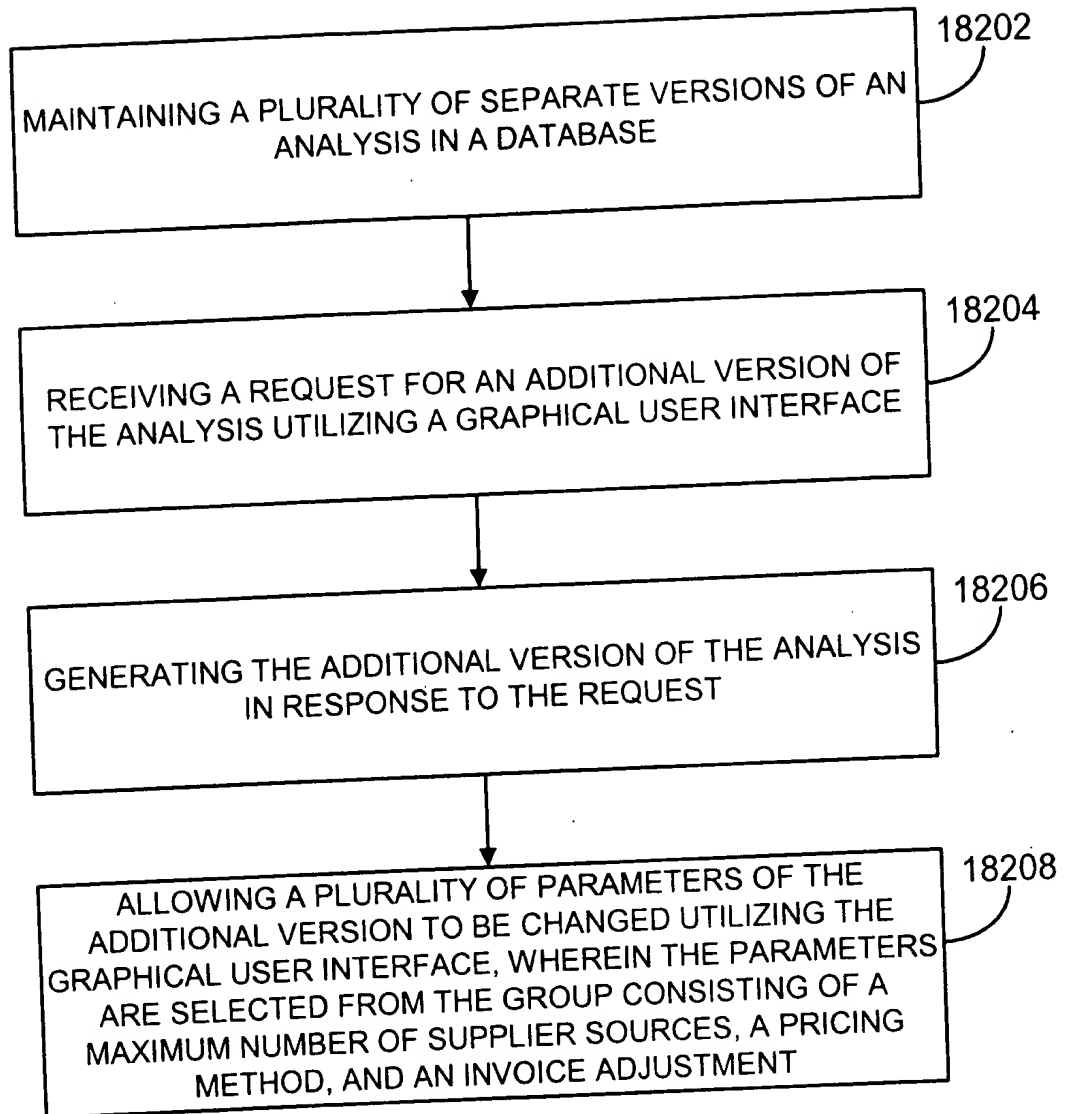 18202
MAINTAINING A PLURALITY OF SEPARATE VERSIONS OF AN
ANALYSIS IN A DATABASE
18204
RECEIVING A REQUEST FOR AN ADDITIONAL VERSION OF
THE ANALYSIS UTILIZING A GRAPHICAL USER INTERFACE
18206
GENERATING THE ADDITIONAL VERSION OF THE ANALYSIS
IN RESPONSE TO THE REQUEST
18208
ALLOWING A PLURALITY OF PARAMETERS OF THE
ADDITIONAL VERSION TO BE CHANGED UTILIZING THE
GRAPHICAL USER INTERFACE, WHEREIN THE PARAMETERS
ARE SELECTED FROM THE GROUP CONSISTING OF A
MAXIMUM NUMBER OF SUPPLIER SOURCES, A PRICING
METHOD, AND AN INVOICE ADJUSTMENT